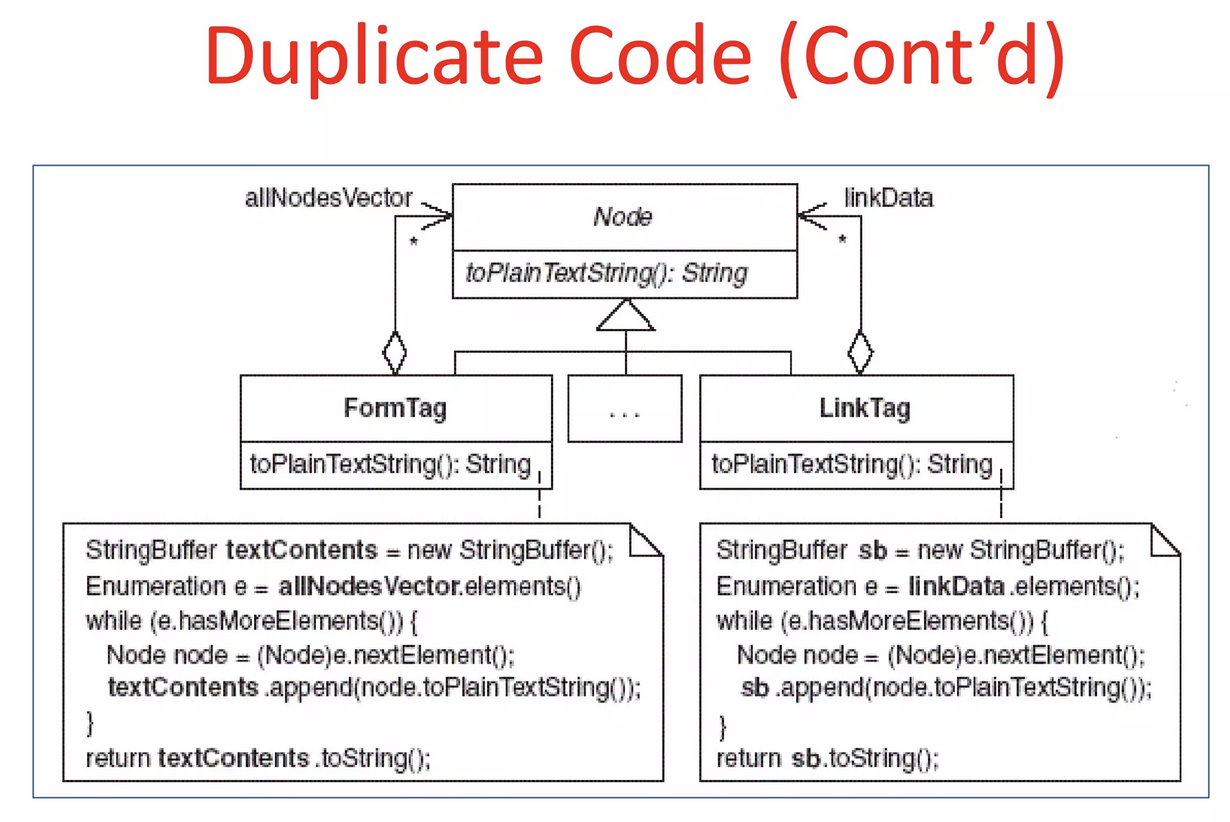 Duplicate Code (Cont’d)
allNodesVector
*
Node
toPlainTextString(): String
linkData
*
FormTag
toPlainTextString(): String
. . .
LinkTag
toPlainTextString(): String
StringBuffer textContents = new StringBuffer();
Enumeration e = allNodesVector.elements()
while (e.hasMoreElements()) {
Node node = (Node)e.nextElement();
textContents .append(node.toPlainTextString());
}
return textContents .toString();
StringBuffer sb = new StringBuffer();
Enumeration e = linkData .elements();
while (e.hasMoreElements()) {
Node node = (Node)e.nextElement();
sb .append(node.toPlainTextString());
}
return sb.toString();